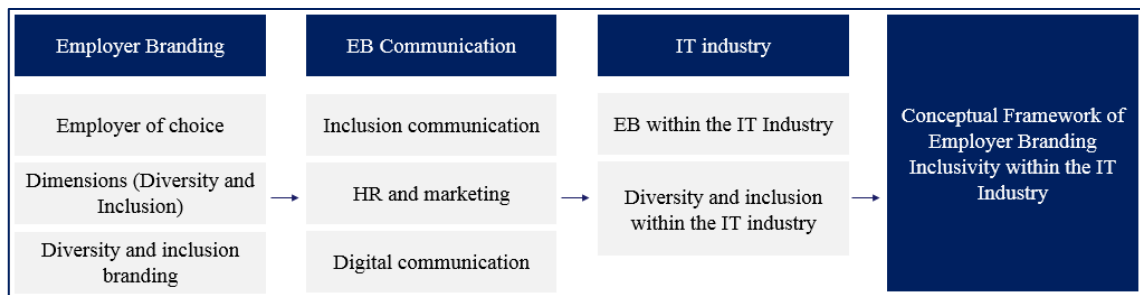 Employer Branding
Employer of choice
Dimensions (Diversity and
Inclusion)
Diversity and inclusion
branding
EB Communication
Inclusion communication
HR and marketing
Digital communication
IT industry
EB within the IT Industry
Diversity and inclusion
within the IT industry
Conceptual Framework of
Employer Branding
Inclusivity within the IT
Industry